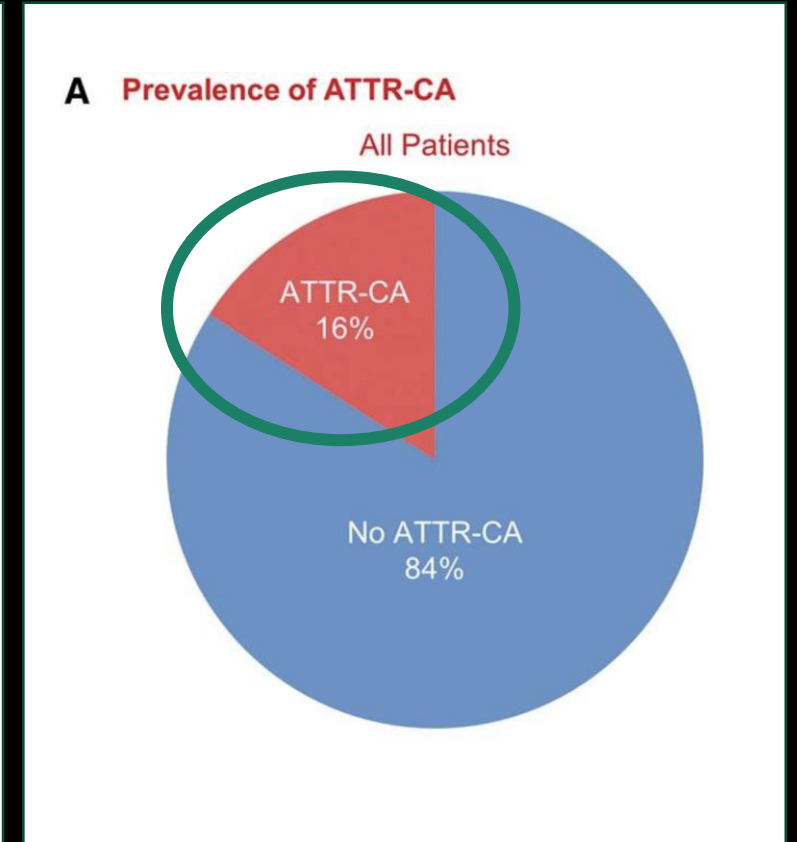 A Prevalence of ATTR-CA
All Patients
ATTR-CA
16%
No ATTR-CA
84%